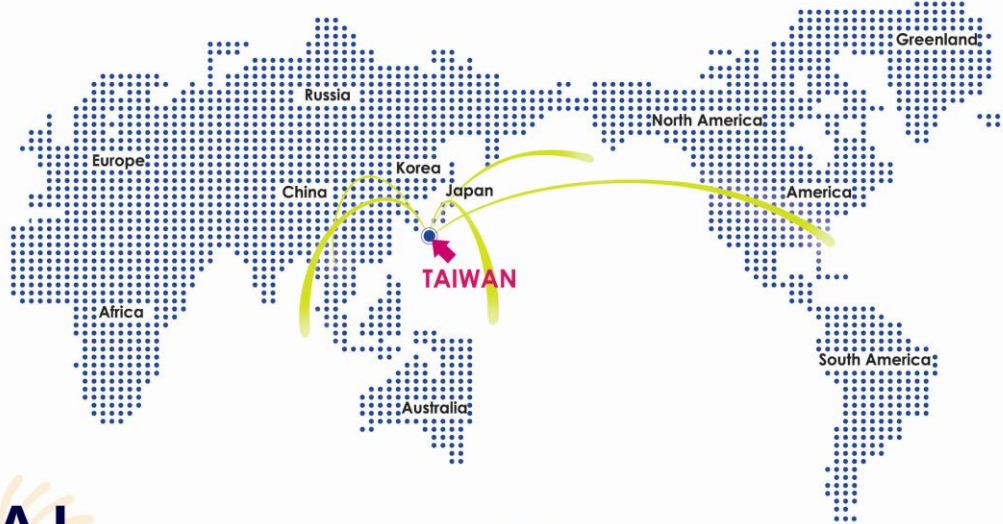 Greenland
Russia
North America
Europe
Korea
China
Japan
America
TAIWAN
Africa
South America
Australia